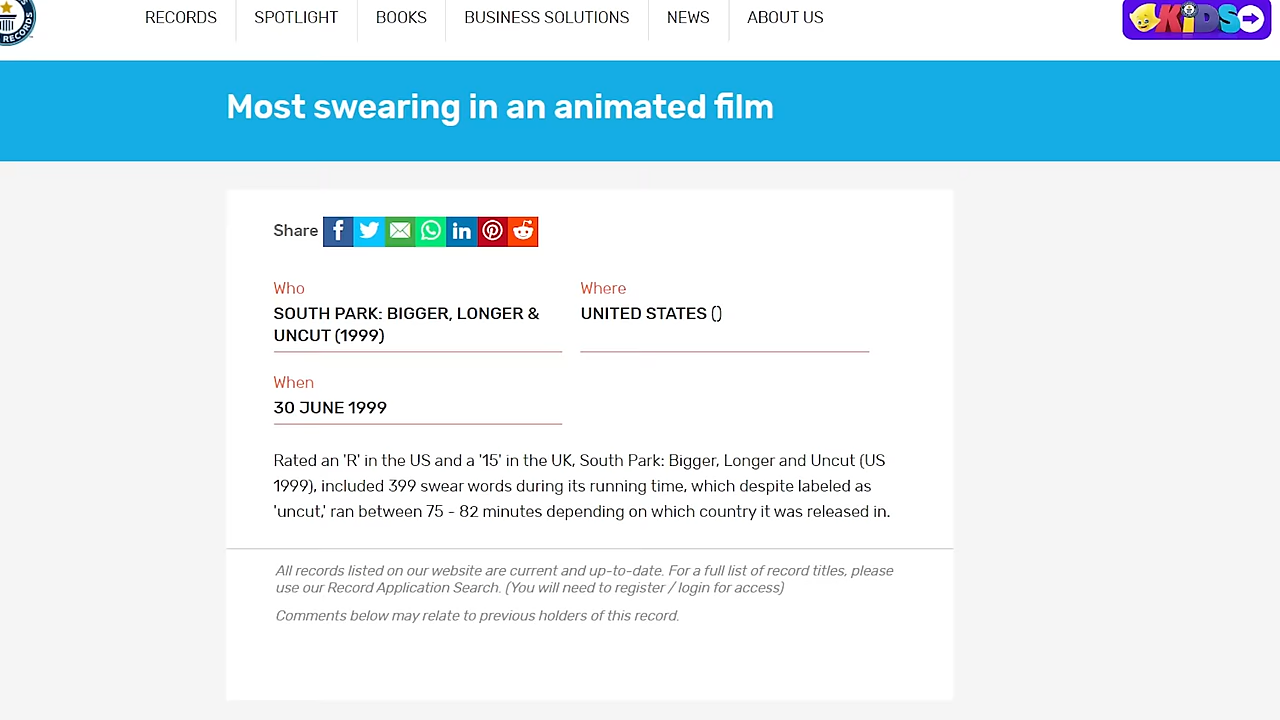 RECORDS SPOTLIGHT BOOKS BUSINESS SOLUTIONS NEWS ABOUT US
KiDS
RECORDS
Most swearing in an animated film
Share
Who
SOUTH PARK: BIGGER, LONGER &
UNCUT (1999)
Where
UNITED STATES ()
When
30 JUNE 1999
Rated an 'R' in the US and a '15' in the UK, South Park: Bigger, Longer and Uncut (US
1999), included 399 swear words during its running time, which despite labeled as
'uncut,' ran between 75 - 82 minutes depending on which country it was released in.
All records listed on our website are current and up-to-date. For a full list of record titles, please
use our Record Application Search. (You will need to register / login for access)
Comments below may relate to previous holders of this record.